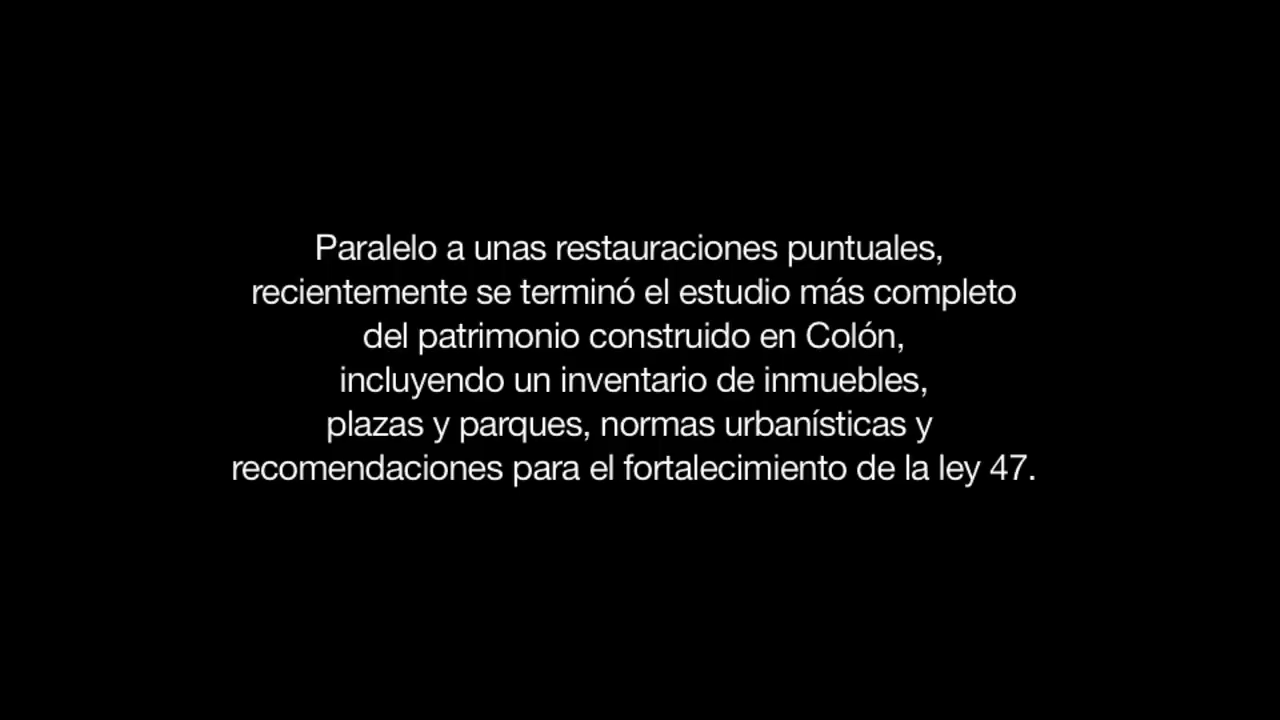 Paralelo a unas restauraciones puntuales,
recientemente se terminó el estudio más completo
del patrimonio construido en Colón,
incluyendo un inventario de inmuebles,
plazas y parques, normas urbanísticas y
recomendaciones para el fortalecimiento de la ley 47.